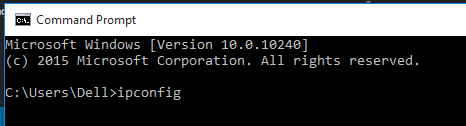 Command Prompt
Microsoft Windows [Version 10.0.10240]
(c) 2015 Microsoft Corporation. All rights reserved.
C:\Users\Dell>ipconfig